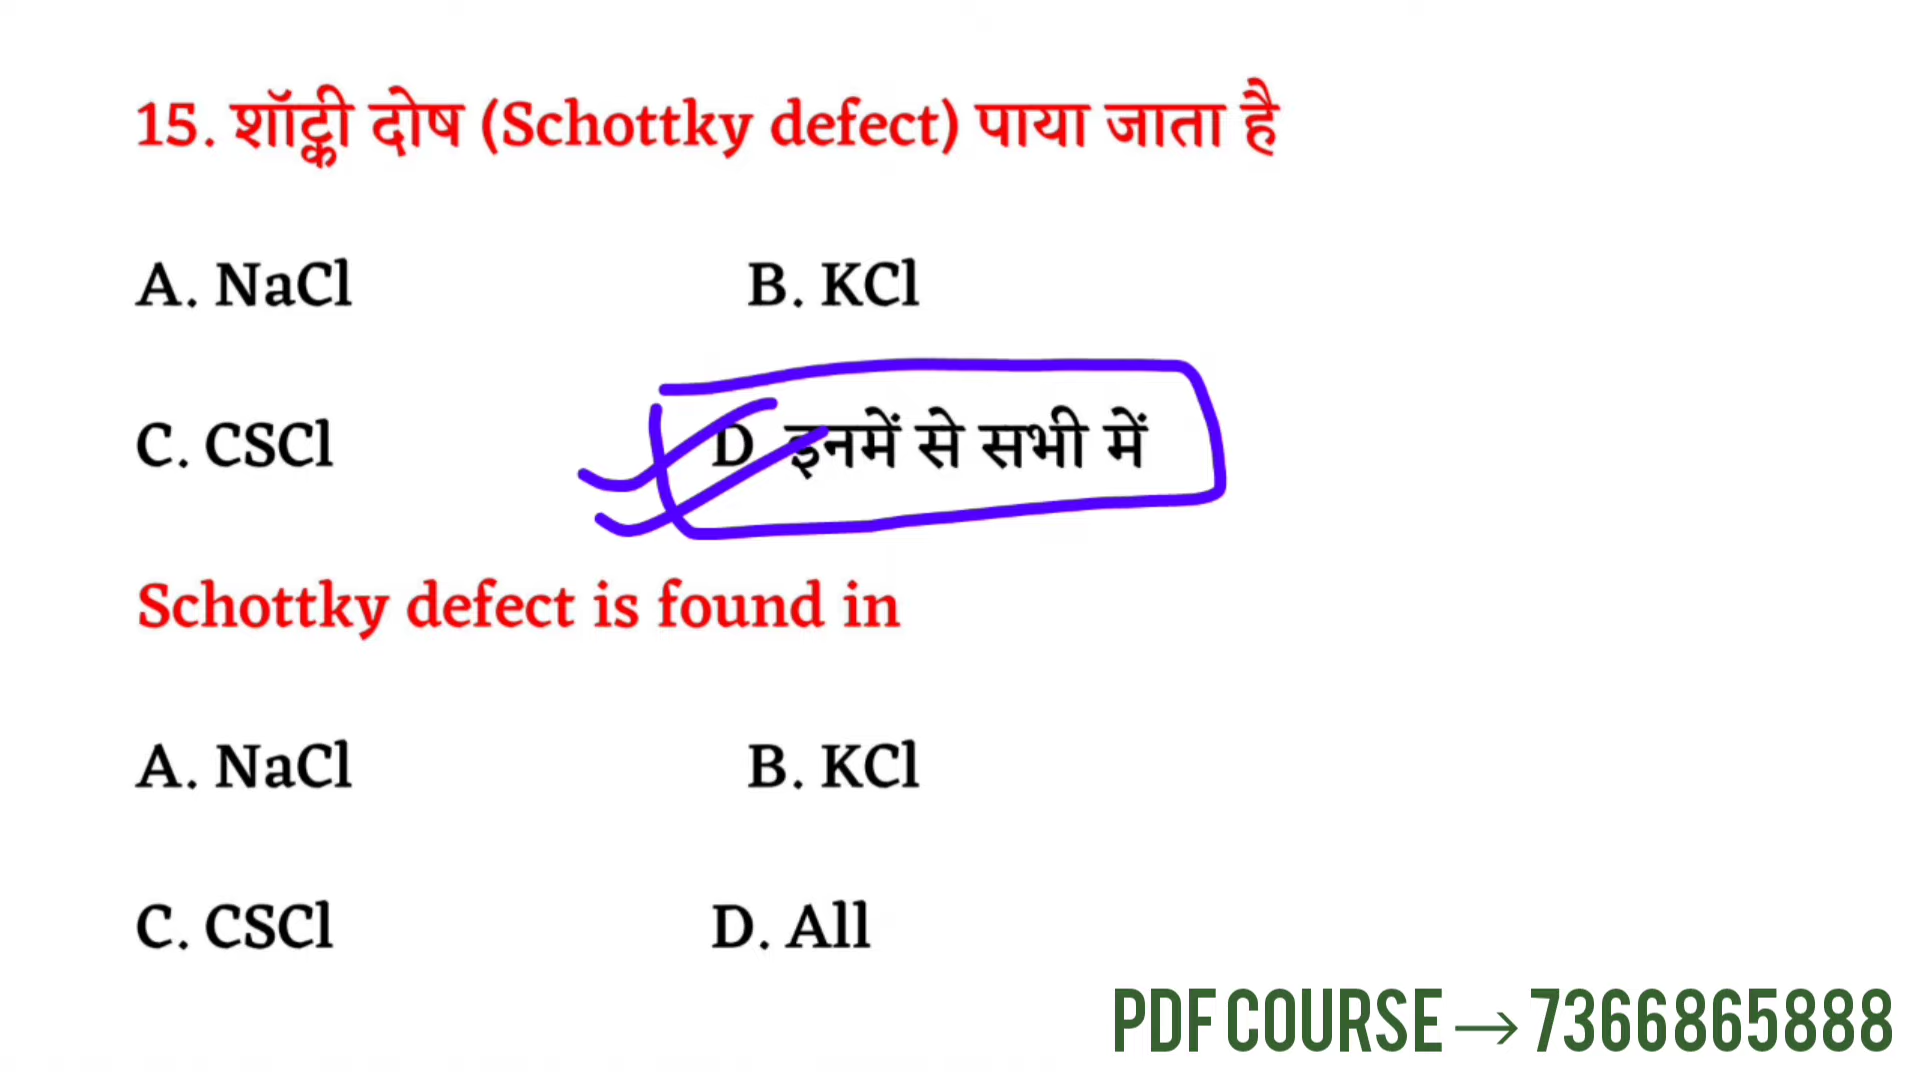 15. शॉट्की दोष (Schottky defect) पाया जाता है
A. NaCl B. KCl
C. CSCl D इनमें से सभी में
Schottky defect is found in
A. NaCl B. KCl
C. CSCl D. All
PDF COURSE → 7366865888